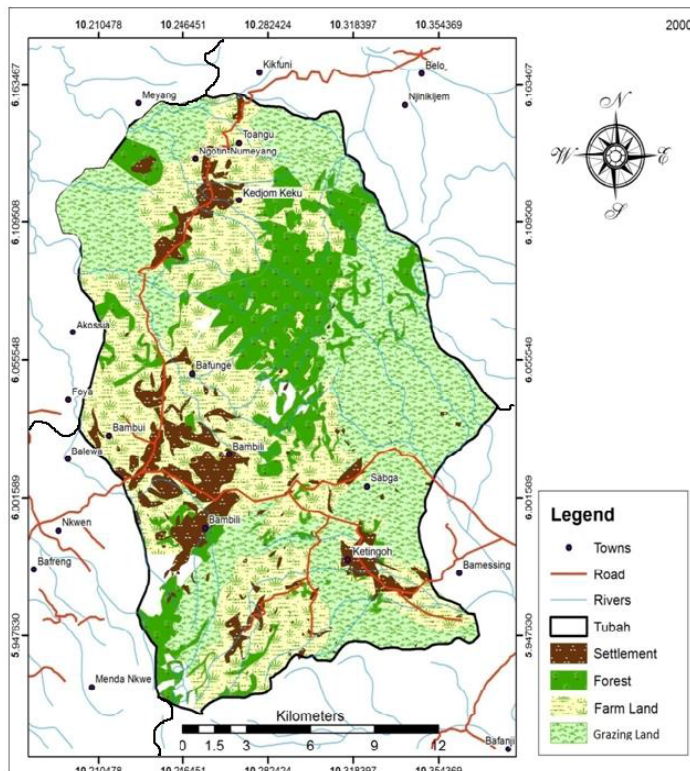 10.210478 10.246451 10.282424 10.318397 10.354369
2000
6.163467
6.109508
6.055548
6.001589
5.947630
Kikfuni
Belo
Meyang
Njinikijem
Toangu
Ngotin-Numeyang
Kedjom Keku
Akossia
Bafunge
Foya
Bambui
Bambili
Balewa
Sabga
Nkwen
Bambili
Ketingoh
Bafreng
Bamessing
Menda Nkwe
Bafanji
N
W E
S
Kilometers
0 1.5 3 6 9 12
Legend
Towns
Road
Rivers
Tubah
Settlement
Forest
Farm Land
Grazing Land
6.163467
6.109508
6.055548
6.001589
5.947630
10.210478 10.246451 10.282424 10.318397 10.354369